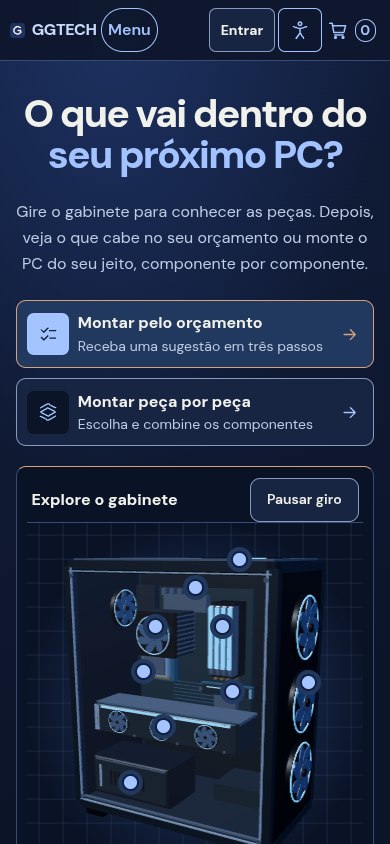 G GGTECH Menu Entrar 0
O que vai dentro do
seu próximo PC?
Gire o gabinete para conhecer as peças. Depois,
veja o que cabe no seu orçamento ou monte o
PC do seu jeito, componente por componente.
Montar pelo orçamento
Receba uma sugestão em três passos
Montar peça por peça
Escolha e combine os componentes
Explore o gabinete Pausar giro